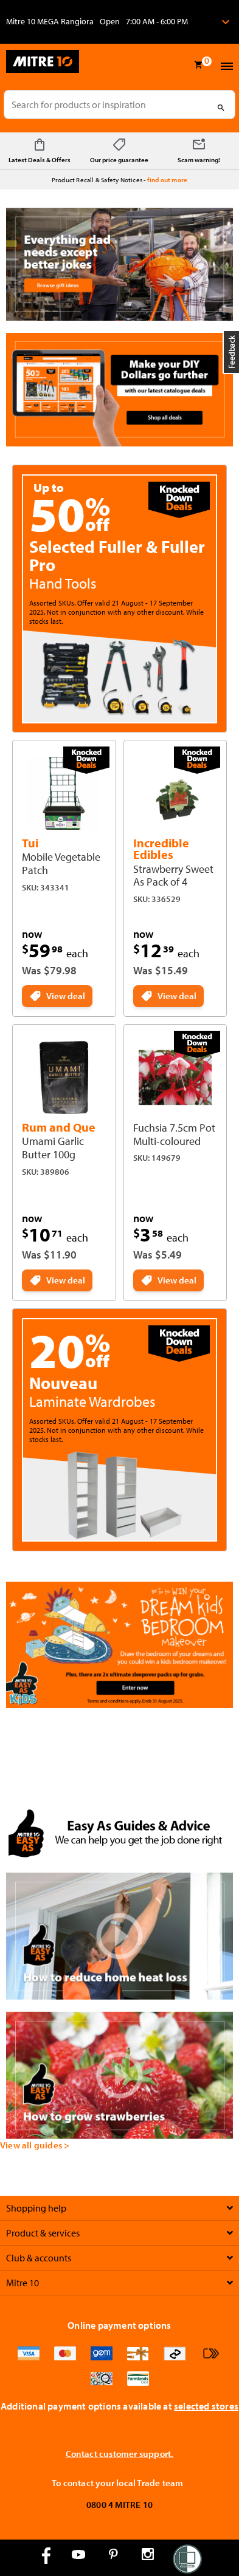 Mitre 10 MEGA Rangiora Open 7:00 AM - 6:00 PM
MITRE 10
0
Search for products or inspiration
Latest Deals & Offers
Our price guarantee
Scam warning!
Product Recall & Safety Notices - find out more
Everything dad
needs except
better jokes
Browse gift ideas
Feedback
Make your DIY
Dollars go further
with our latest catalogue deals
Shop all deals
Knocked
Down
Deals
Up to
50% off
Selected Fuller & Fuller
Pro
Hand Tools
Assorted SKUs. Offer valid 21 August - 17 September
2025. Not in conjunction with any other discount. While
stocks last.
Knocked
Down
Deals
Tui
Mobile Vegetable
Patch
SKU: 343341
now
$59.98 each
Was $79.98
View deal
Knocked
Down
Deals
Incredible
Edibles
Strawberry Sweet
As Pack of 4
SKU: 336529
now
$12.39 each
Was $15.49
View deal
UMAMI
GARLIC BUTTER
Rum and Que
Umami Garlic
Butter 100g
SKU: 389806
now
$10.71 each
Was $11.90
View deal
Knocked
Down
Deals
Fuchsia 7.5cm Pot
Multi-coloured
SKU: 149679
now
$3.58 each
Was $5.49
View deal
Knocked
Down
Deals
20% off
Nouveau
Laminate Wardrobes
Assorted SKUs. Offer valid 21 August - 17 September
2025. Not in conjunction with any other discount. While
stocks last.
WIN your
DREAM kids
BEDROOM
makeover
Draw the bedroom of your dreams and
you could win a kids bedroom makeover!
Plus, there are 2x ultimate sleepover packs up for grabs.
Enter now
Terms and conditions apply. Ends 31 August 2025.
MITRE 10
EASY
AS
KIDS
MITRE 10
EASY
AS
Easy As Guides & Advice
We can help you get the job done right
MITRE 10
EASY
AS
How to reduce home heat loss
MITRE 10
EASY
AS
How to grow strawberries
View all guides >
Shopping help
Product & services
Club & accounts
Mitre 10
Online payment options
VISA
mastercard
gem
Farmlands
Additional payment options available at selected stores
Contact customer support.
To contact your local Trade team
0800 4 MITRE 10